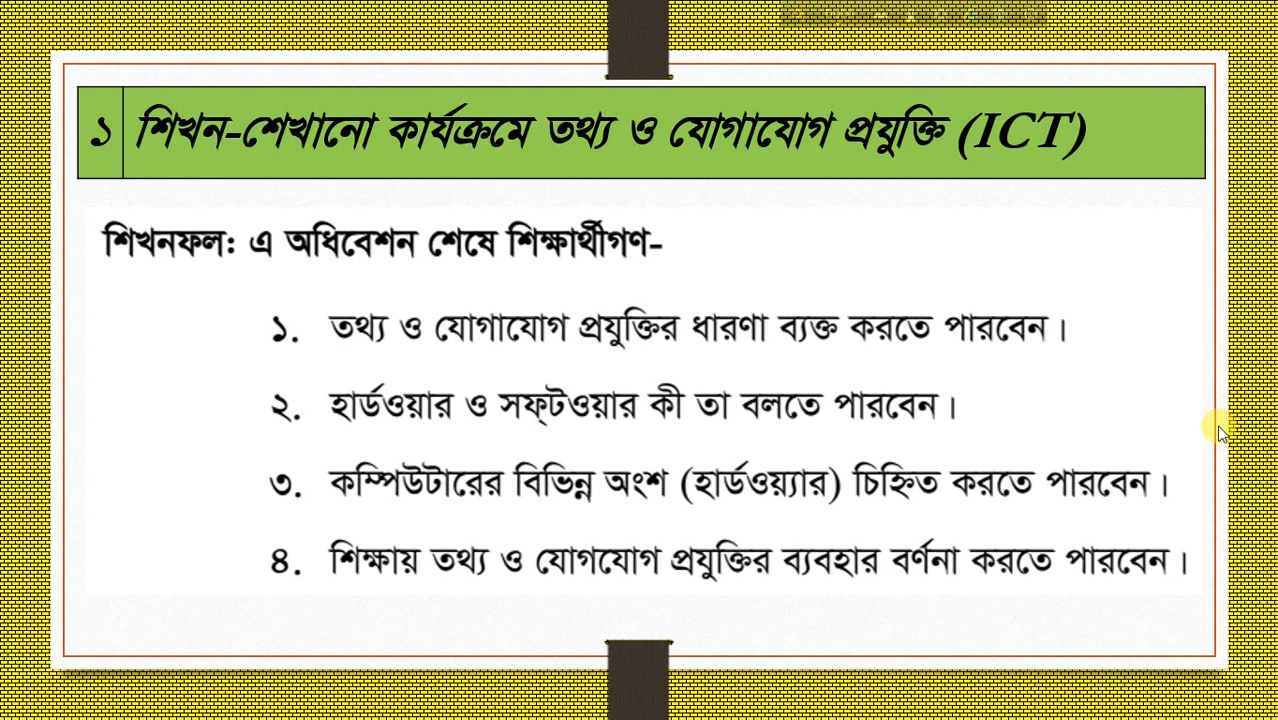 ১ শিখন-শেখানো কার্যক্রমে তথ্য ও যোগাযোগ প্রযুক্তি (ICT)
শিখনফল: এ অধিবেশন শেষে শিক্ষার্থীগণ-
১. তথ্য ও যোগাযোগ প্রযুক্তির ধারণা ব্যক্ত করতে পারবেন।
২. হার্ডওয়ার ও সফ্‌টওয়ার কী তা বলতে পারবেন।
৩. কম্পিউটারের বিভিন্ন অংশ (হার্ডওয়্যার) চিহ্নিত করতে পারবেন।
৪. শিক্ষায় তথ্য ও যোগযোগ প্রযুক্তির ব্যবহার বর্ণনা করতে পারবেন।